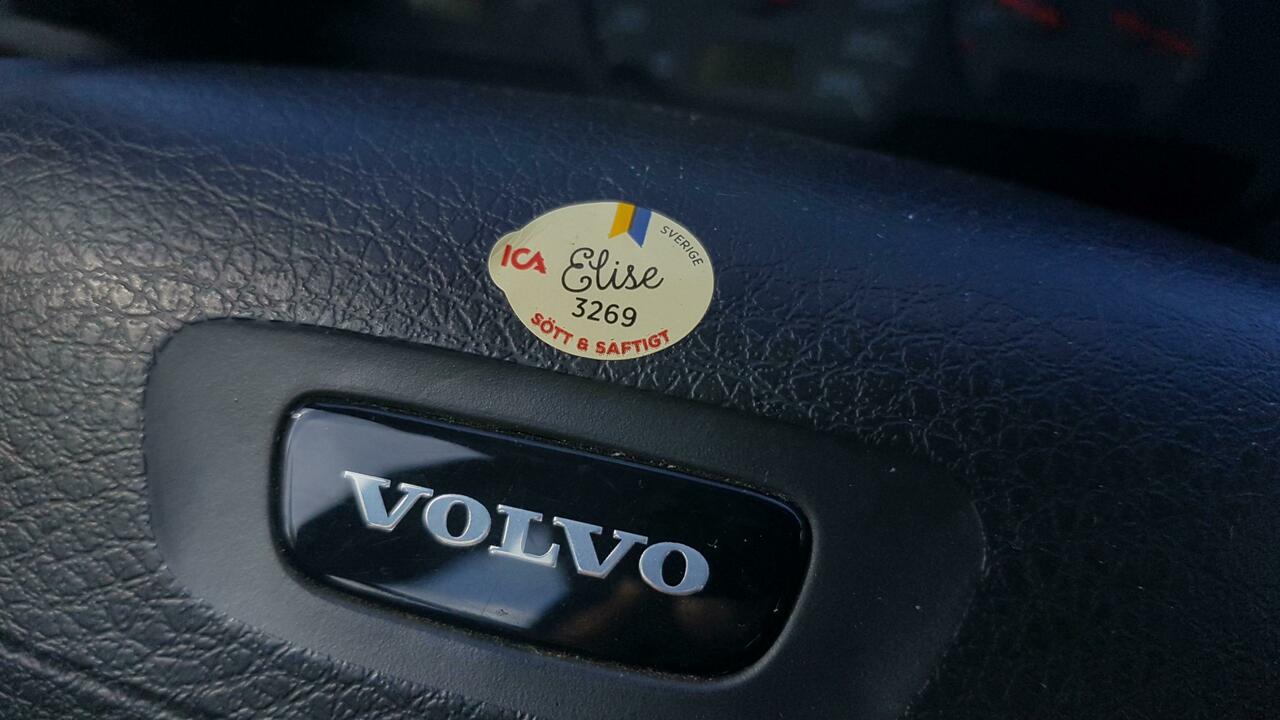 ICA
Elise
SVERIGE
3269
SÖTT & SAFTIGT
VOLVO